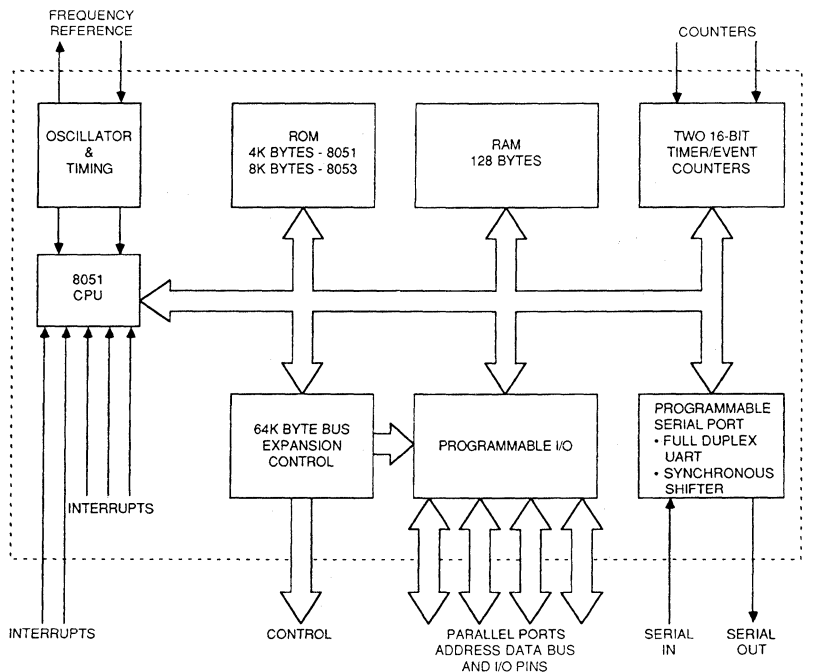 FREQUENCY
REFERENCE
COUNTERS
OSCILLATOR
&
TIMING
ROM
4K BYTES - 8051
8K BYTES - 8053
RAM
128 BYTES
TWO 16-BIT
TIMER/EVENT
COUNTERS
8051
CPU
64K BYTE BUS
EXPANSION
CONTROL
PROGRAMMABLE I/O
PROGRAMMABLE
SERIAL PORT
• FULL DUPLEX
UART
• SYNCHRONOUS
SHIFTER
INTERRUPTS
INTERRUPTS
CONTROL
PARALLEL PORTS
ADDRESS DATA BUS
AND I/O PINS
SERIAL
IN
SERIAL
OUT